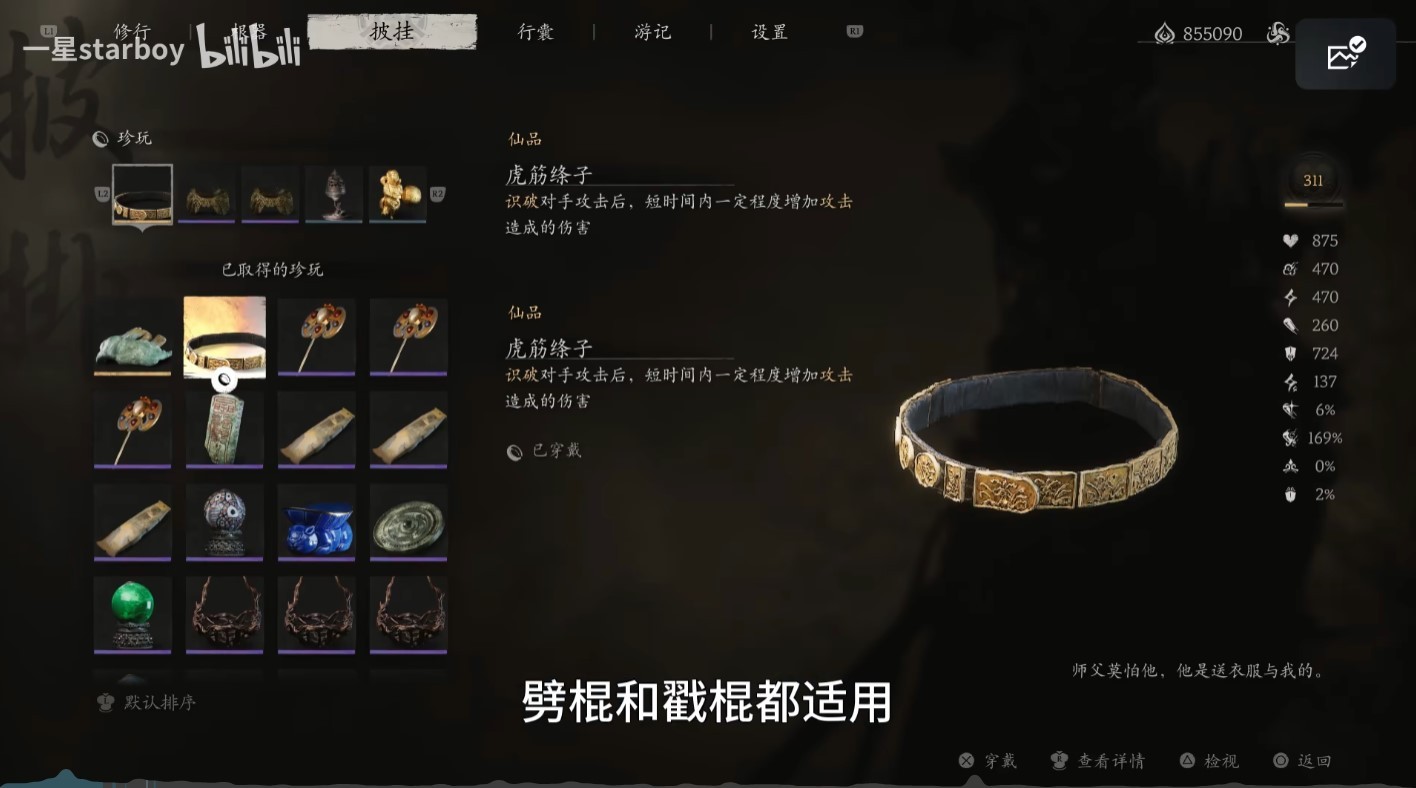 L1
修行
根器
披挂
行囊
游记
设置
R1
855090
一星starboy bilibili
珍玩
L2
R2
已取得的珍玩
默认排序
仙品
虎筋绦子
识破对手攻击后，短时间内一定程度增加攻击
造成的伤害
仙品
虎筋绦子
识破对手攻击后，短时间内一定程度增加攻击
造成的伤害
已穿戴
311
875
470
470
260
724
137
6%
169%
0%
2%
师父莫怕他，他是送衣服与我的。
劈棍和戳棍都适用
穿戴
R
查看详情
检视
返回